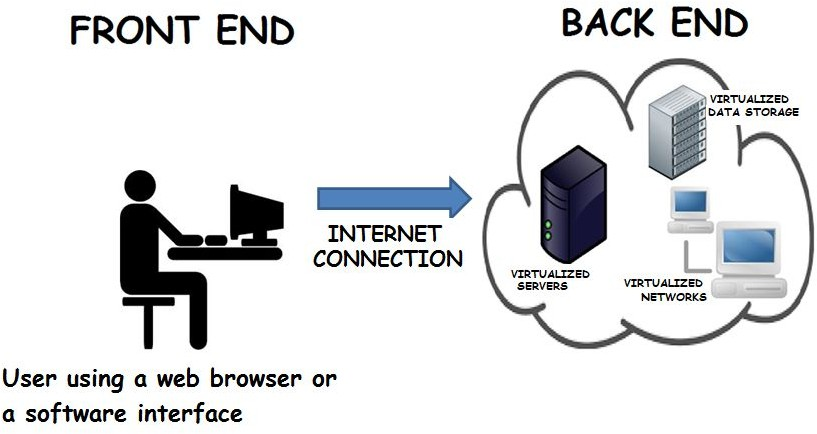 FRONT END
BACK END
VIRTUALIZED
DATA STORAGE
INTERNET
CONNECTION
VIRTUALIZED
SERVERS
VIRTUALIZED
NETWORKS
User using a web browser or
a software interface